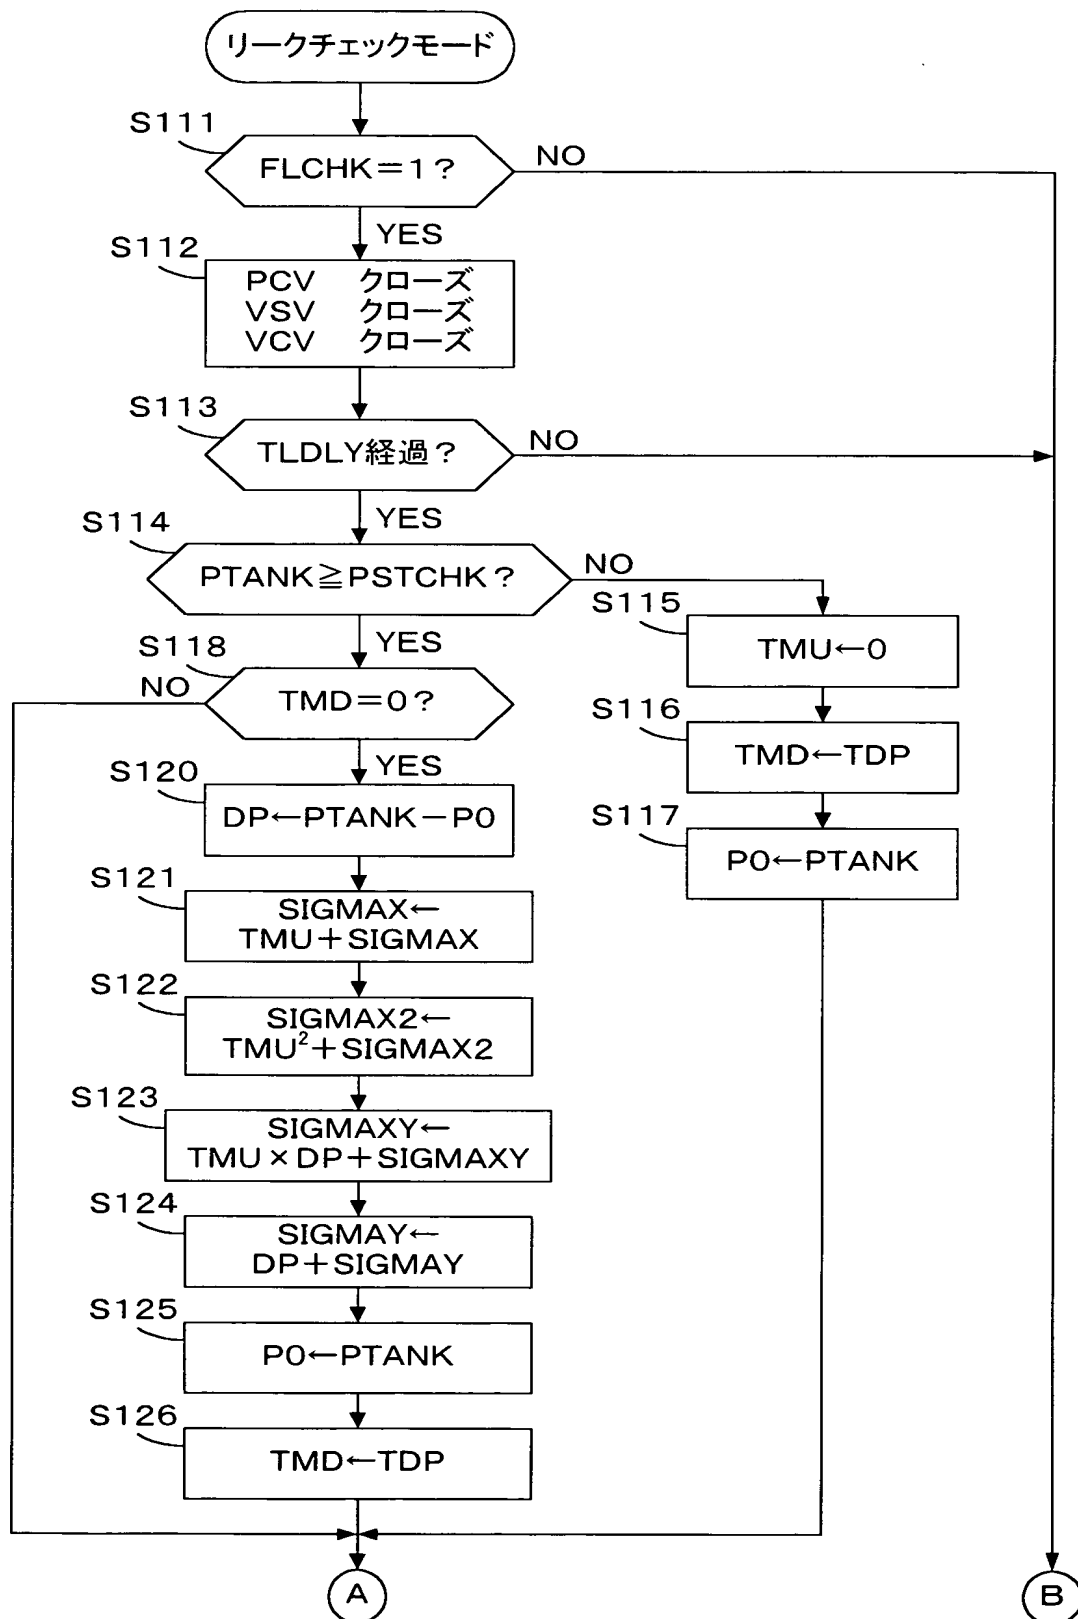 リークチェックモード
S111
FLCHK=1?
NO
YES
S112
PCV クローズ
VSV クローズ
VCV クローズ
S113
TLDLY経過?
NO
YES
S114
PTANK≧PSTCHK?
NO
YES
S115
TMU←0
S116
TMD←TDP
S117
P0←PTANK
S118
NO
TMD=0?
YES
S120
DP←PTANK-P0
S121
SIGMAX←
TMU+SIGMAX
S122
SIGMAX2←
TMU²+SIGMAX2
S123
SIGMAXY←
TMU×DP+SIGMAXY
S124
SIGMAY←
DP+SIGMAY
S125
P0←PTANK
S126
TMD←TDP
A
B